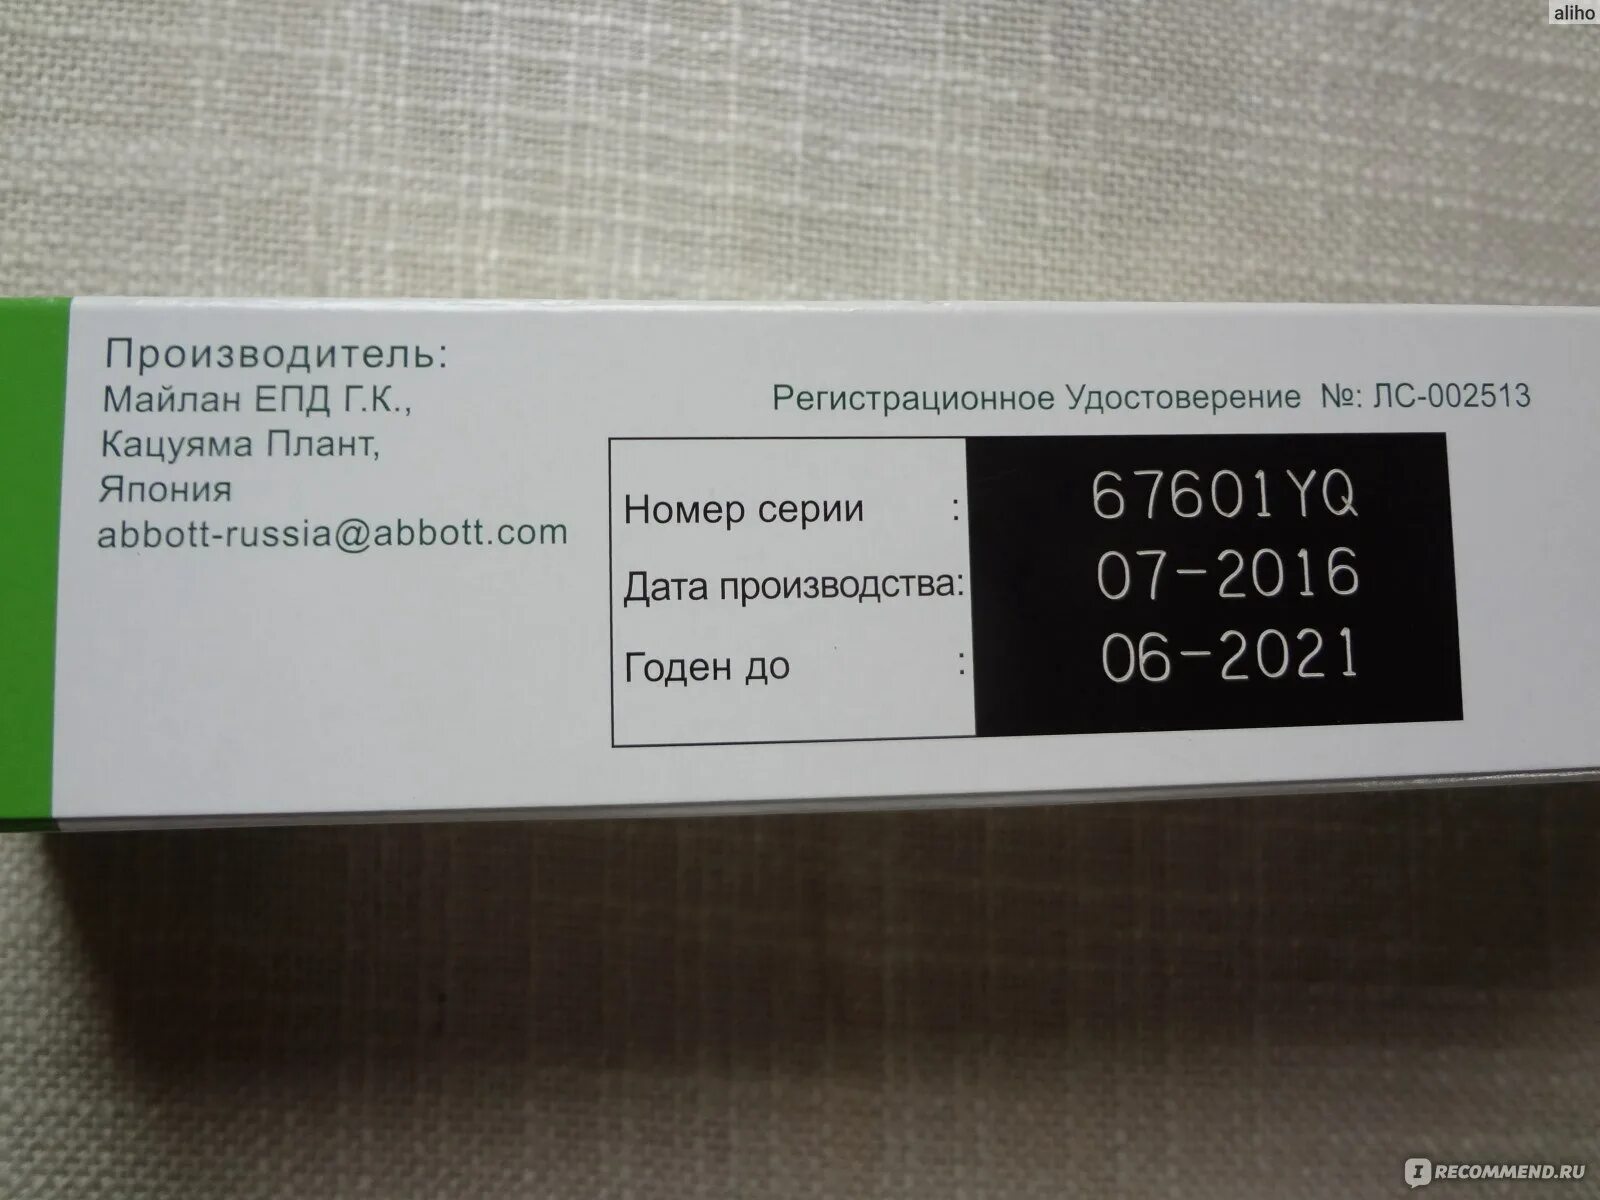 aliho
Производитель:
Майлан ЕПД Г.К.,
Кацуяма Плант,
Япония
abbott-russia@abbott.com
Регистрационное Удостоверение №: ЛС-002513
Номер серии : 67601YQ
Дата производства: 07-2016
Годен до : 06-2021
IRECOMMEND.RU